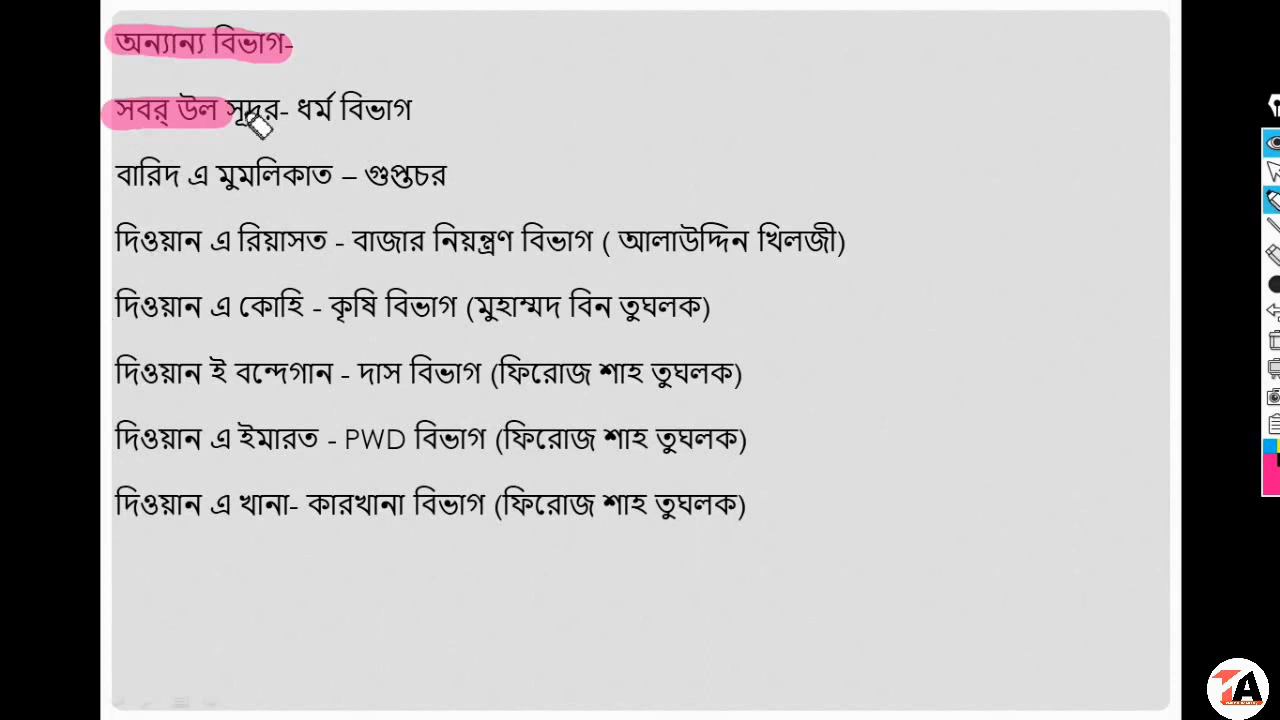 অন্যান্য বিভাগ-
সবর্ উল সূদর- ধর্ম বিভাগ
বারিদ এ মুমলিকাত – গুপ্তচর
দিওয়ান এ রিয়াসত - বাজার নিয়ন্ত্রণ বিভাগ ( আলাউদ্দিন খিলজী)
দিওয়ান এ কোহি - কৃষি বিভাগ (মুহাম্মদ বিন তুঘলক)
দিওয়ান ই বন্দেগান - দাস বিভাগ (ফিরোজ শাহ তুঘলক)
দিওয়ান এ ইমারত - PWD বিভাগ (ফিরোজ শাহ তুঘলক)
দিওয়ান এ খানা- কারখানা বিভাগ (ফিরোজ শাহ তুঘলক)